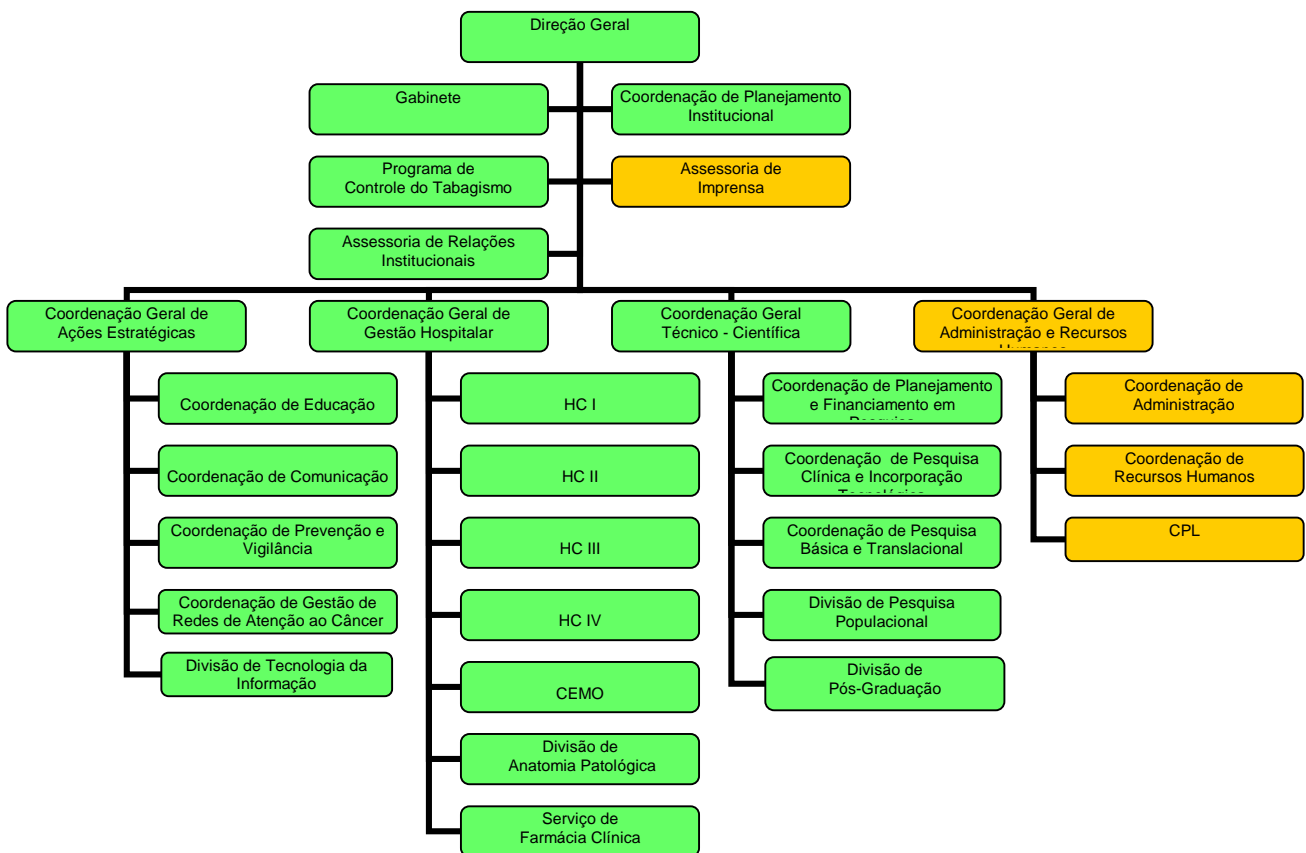 Direção Geral
Gabinete
Coordenação de Planejamento
Institucional
Programa de
Controle do Tabagismo
Assessoria de
Imprensa
Assessoria de Relações
Institucionais
Coordenação Geral de
Ações Estratégicas
Coordenação Geral de
Gestão Hospitalar
Coordenação Geral
Técnico - Científica
Coordenação Geral de
Administração e Recursos
Coordenação de Educação
Coordenação de Comunicação
Coordenação de Prevenção e
Vigilância
Coordenação de Gestão de
Redes de Atenção ao Câncer
Divisão de Tecnologia da
Informação
HC I
HC II
HC III
HC IV
CEMO
Divisão de
Anatomia Patológica
Serviço de
Farmácia Clínica
Coordenação de Planejamento
e Financiamento em
Coordenação de Pesquisa
Clínica e Incorporação
Coordenação de Pesquisa
Básica e Translacional
Divisão de Pesquisa
Populacional
Divisão de
Pós-Graduação
Coordenação de
Administração
Coordenação de
Recursos Humanos
CPL